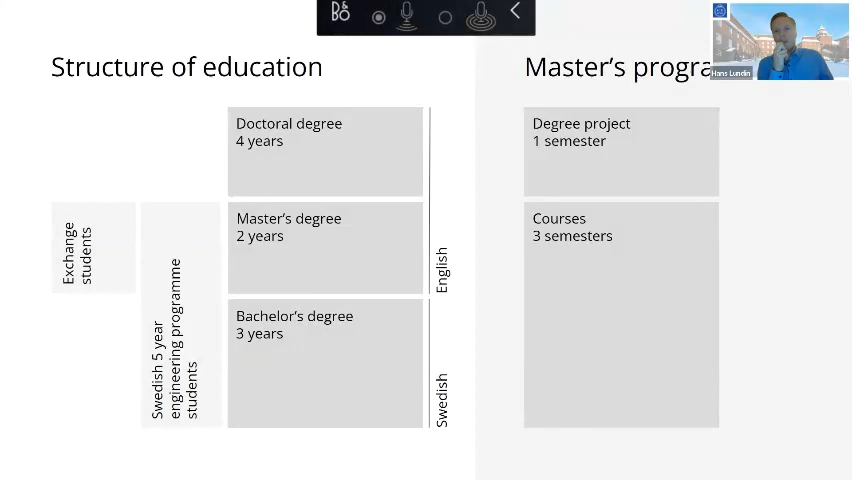 B&O
Hans Lundin
Structure of education
Master's progra
Doctoral degree
4 years
Master's degree
2 years
Bachelor's degree
3 years
Exchange
students
Swedish 5 year
engineering programme
students
English
Swedish
Degree project
1 semester
Courses
3 semesters